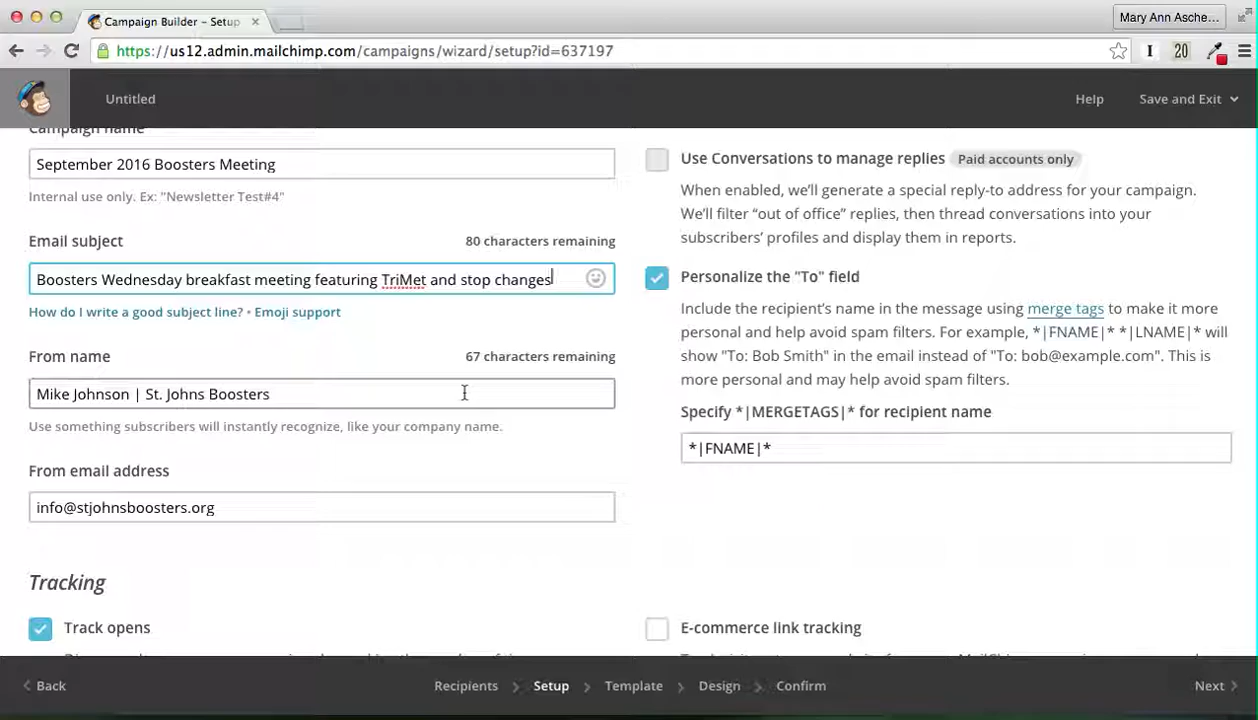 Campaign Builder - Setup
Mary Ann Asche...
https://us12.admin.mailchimp.com/campaigns/wizard/setup?id=637197
20
Untitled
Help
Save and Exit
Campaign name
September 2016 Boosters Meeting
Internal use only. Ex: "Newsletter Test#4"
Email subject
80 characters remaining
Boosters Wednesday breakfast meeting featuring TriMet and stop changes
How do I write a good subject line? • Emoji support
From name
67 characters remaining
Mike Johnson | St. Johns Boosters
Use something subscribers will instantly recognize, like your company name.
From email address
info@stjohnsboosters.org
Use Conversations to manage replies
Paid accounts only
When enabled, we'll generate a special reply-to address for your campaign.
We'll filter "out of office" replies, then thread conversations into your
subscribers' profiles and display them in reports.
Personalize the "To" field
Include the recipient's name in the message using merge tags to make it more
personal and help avoid spam filters. For example, *|FNAME|* *|LNAME|* will
show "To: Bob Smith" in the email instead of "To: bob@example.com". This is
more personal and may help avoid spam filters.
Specify *|MERGETAGS|* for recipient name
*|FNAME|*
Tracking
Track opens
E-commerce link tracking
Back
Recipients
Setup
Template
Design
Confirm
Next